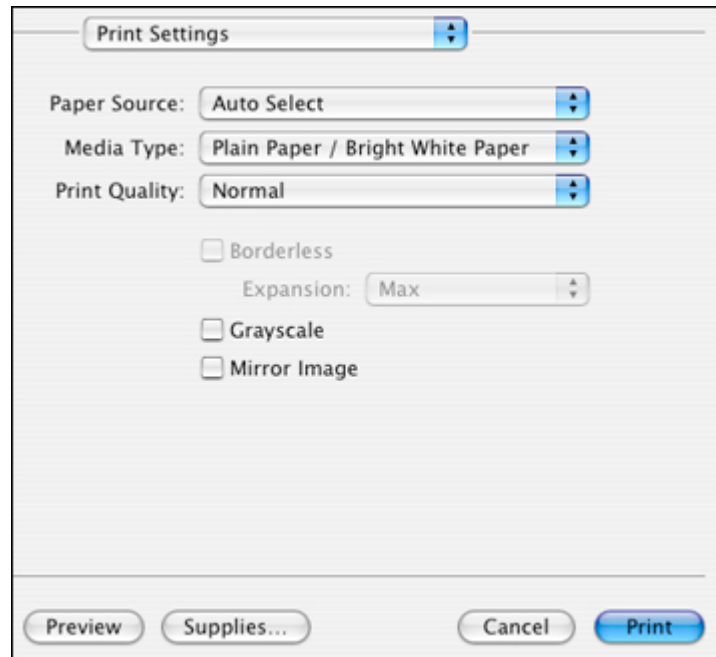 Print Settings
Paper Source: Auto Select
Media Type: Plain Paper / Bright White Paper
Print Quality: Normal
Borderless
Expansion: Max
Grayscale
Mirror Image
Preview Supplies... Cancel Print